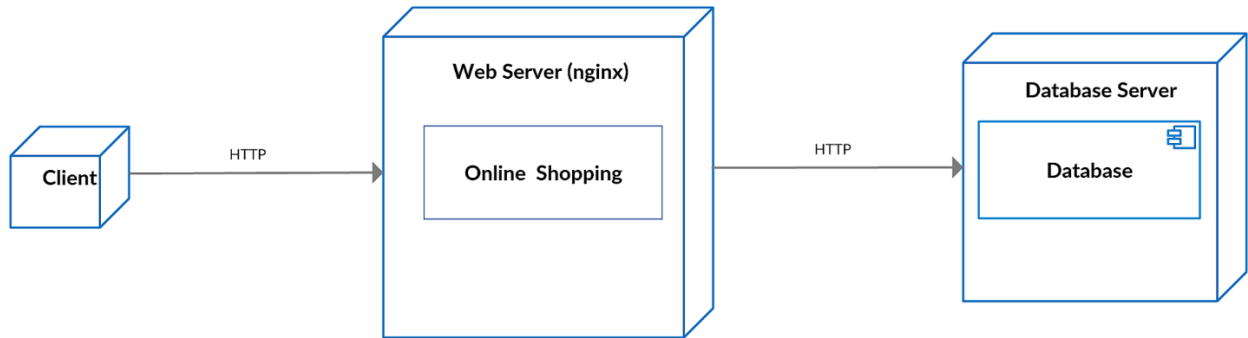 Client
HTTP
Web Server (nginx)
Online  Shopping
HTTP
Database Server
Database